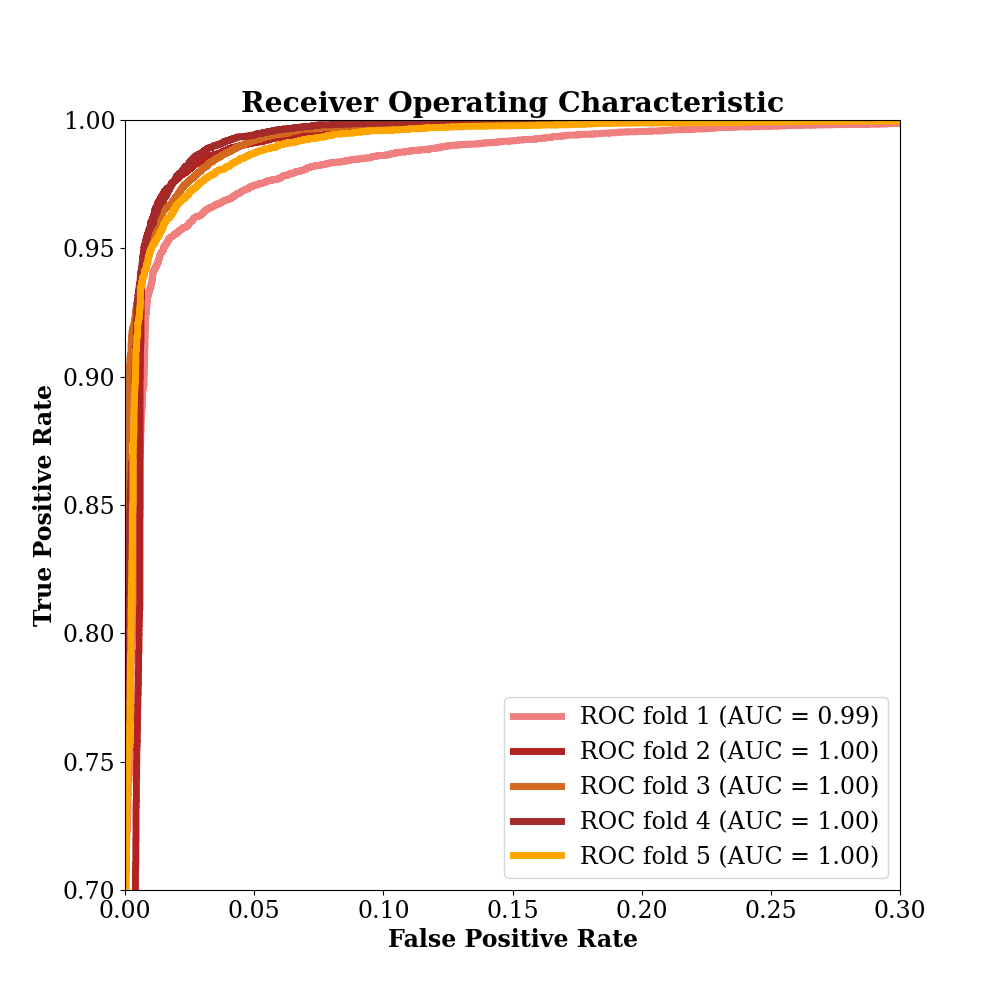 Receiver Operating Characteristic
1.00
0.95
0.90
0.85
0.80
0.75
0.70
True Positive Rate
ROC fold 1 (AUC = 0.99)
ROC fold 2 (AUC = 1.00)
ROC fold 3 (AUC = 1.00)
ROC fold 4 (AUC = 1.00)
ROC fold 5 (AUC = 1.00)
0.00 0.05 0.10 0.15 0.20 0.25 0.30
False Positive Rate